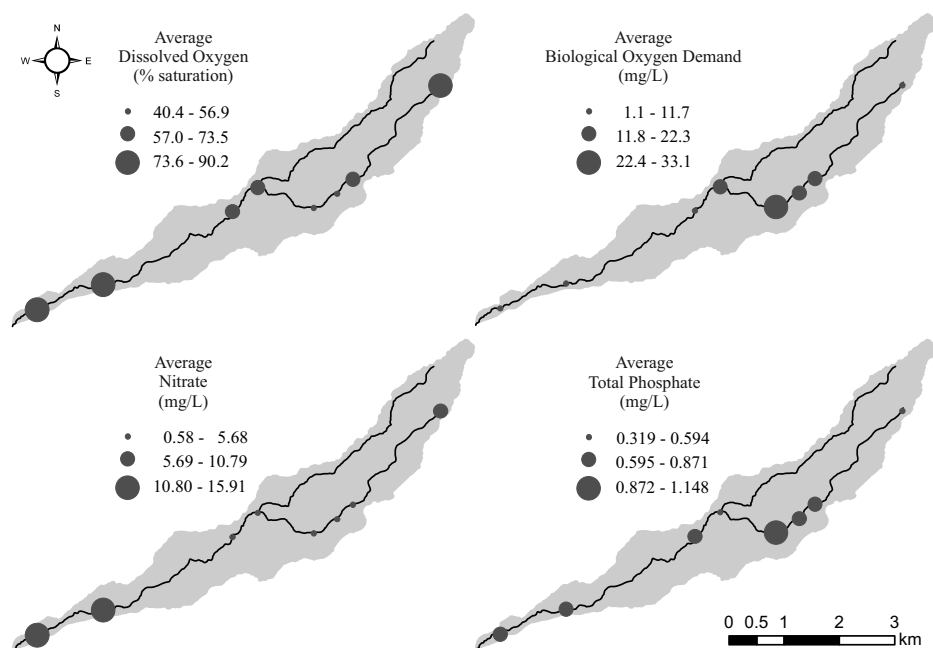 N
W E
S
Average
Dissolved Oxygen
(% saturation)
40.4 - 56.9
57.0 - 73.5
73.6 - 90.2
Average
Biological Oxygen Demand
(mg/L)
1.1 - 11.7
11.8 - 22.3
22.4 - 33.1
Average
Nitrate
(mg/L)
0.58 - 5.68
5.69 - 10.79
10.80 - 15.91
Average
Total Phosphate
(mg/L)
0.319 - 0.594
0.595 - 0.871
0.872 - 1.148
0 0.5 1 2 3
km